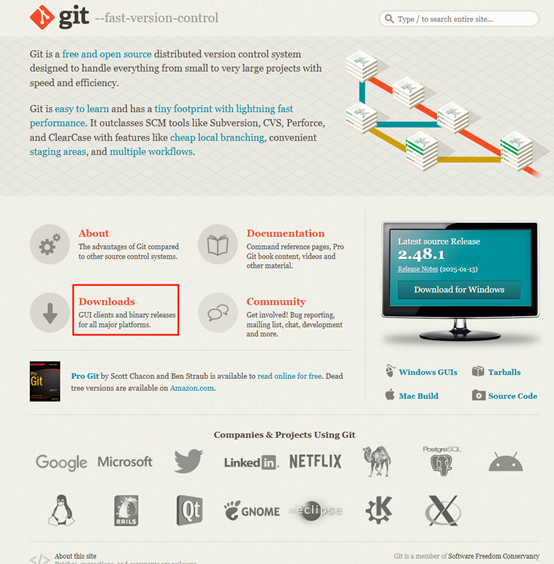 git --fast-version-control
Type / to search entire site...
Git is a free and open source distributed version control system
designed to handle everything from small to very large projects with
speed and efficiency.
Git is easy to learn and has a tiny footprint with lightning fast
performance. It outclasses SCM tools like Subversion, CVS, Perforce,
and ClearCase with features like cheap local branching, convenient
staging areas, and multiple workflows.
About
The advantages of Git compared
to other source control systems.
Documentation
Command reference pages, Pro
Git book content, videos and
other material.
Downloads
GUI clients and binary releases
for all major platforms.
Community
Get involved! Bug reporting,
mailing list, chat, development
and more.
Latest source Release
2.48.1
Release Notes (2025-01-13)
Download for Windows
Windows GUIs
Tarballs
Mac Build
Source Code
Pro
Git
Pro Git by Scott Chacon and Ben Straub is available to read online for free. Dead
tree versions are available on Amazon.com.
Companies & Projects Using Git
Google
Microsoft
LinkedIn
NETFLIX
PostgreSQL
RAILS
Qt
GNOME
eclipse
K
X
</> About this site
Git is a member of Software Freedom Conservancy